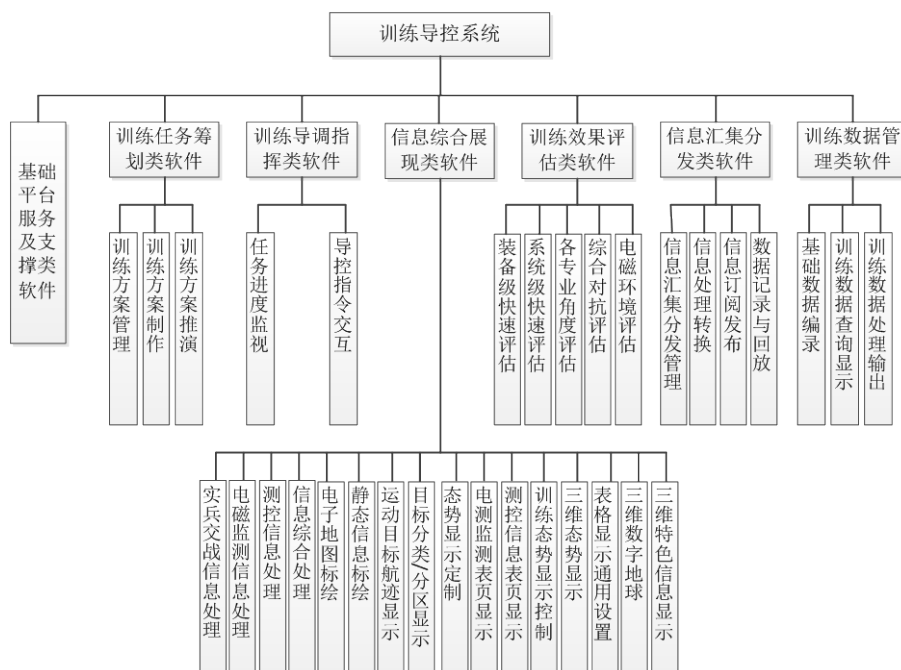 训练导控系统
基础平台服务及支撑类软件
训练任务筹
划类软件
训练导调指
挥类软件
信息综合展
现类软件
训练效果评
估类软件
信息汇集分
发类软件
训练数据管
理类软件
训练方案管理
训练方案制作
训练方案推演
任务进度监视
导控指令交互
装备级快速评估
系统级快速评估
各专业角度评估
综合对抗评估
电磁环境评估
信息汇集分发管理
信息处理转换
信息订阅发布
数据记录与回放
基础数据编录
训练数据查询显示
训练数据处理输出
实兵交战信息处理
电磁监测信息处理
测控信息处理
信息综合处理
电子地图标绘
静态信息标绘
运动目标航迹显示
目标分类/分区显示
态势显示定制
电测监测表页显示
测控信息表页显示
训练态势显示控制
三维态势显示
表格显示通用设置
三维数字地球
三维特色信息显示